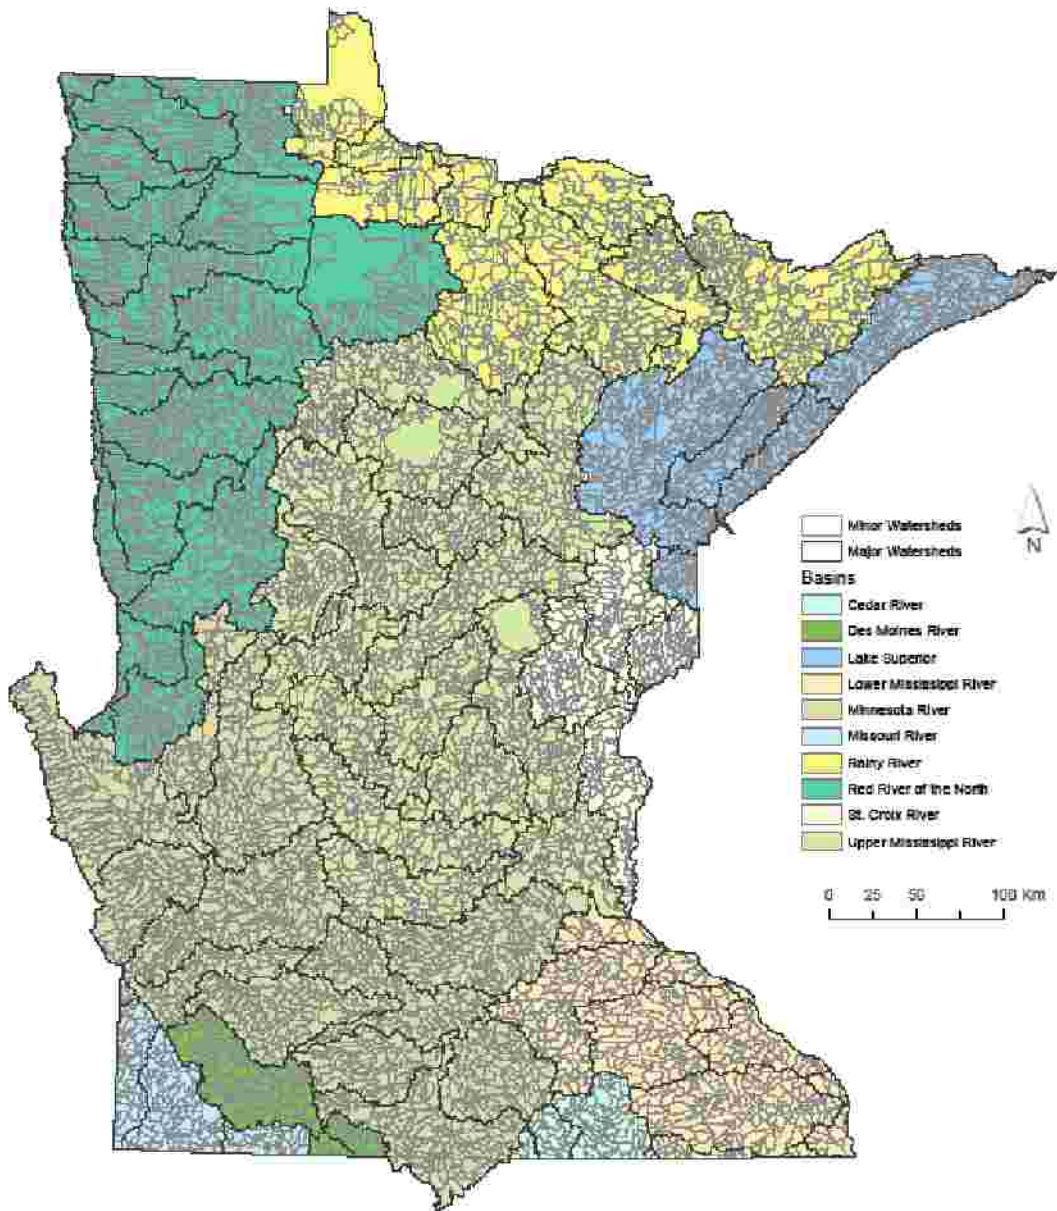 N
Minor Watersheds
Major Watersheds
Basins
Cedar River
Des Moines River
Lake Superior
Lower Mississippi River
Minnesota River
Missouri River
Rainy River
Red River of the North
St. Croix River
Upper Mississippi River
0 25 50 100 Km